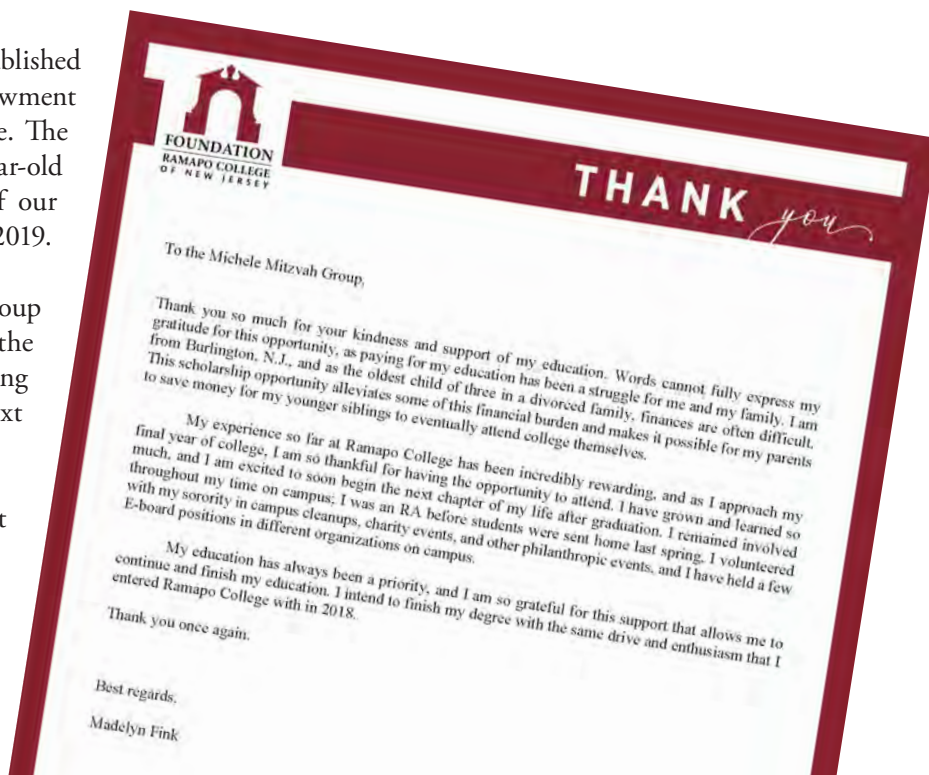 blished
wment
e. The
ar-old
f our
2019.
oup
the
ng
xt
t
FOUNDATION
RAMAPO COLLEGE
OF NEW JERSEY
THANK you
To the Michele Mitzvah Group,
Thank you so much for your kindness and support of my education. Words cannot fully express my
gratitude for this opportunity, as paying for my education has been a struggle for me and my family. I am
from Burlington, N.J., and as the oldest child of three in a divorced family, finances are often difficult.
This scholarship opportunity alleviates some of this financial burden and makes it possible for my parents
to save money for my younger siblings to eventually attend college themselves.
My experience so far at Ramapo College has been incredibly rewarding, and as I approach my
final year of college, I am so thankful for having the opportunity to attend. I have grown and learned so
much, and I am excited to soon begin the next chapter of my life after graduation. I remained involved
throughout my time on campus; I was an RA before students were sent home last spring, I volunteered
with my sorority in campus cleanups, charity events, and other philanthropic events, and I have held a few
E-board positions in different organizations on campus.
My education has always been a priority, and I am so grateful for this support that allows me to
continue and finish my education. I intend to finish my degree with the same drive and enthusiasm that I
entered Ramapo College with in 2018.
Thank you once again.
Best regards,
Madelyn Fink